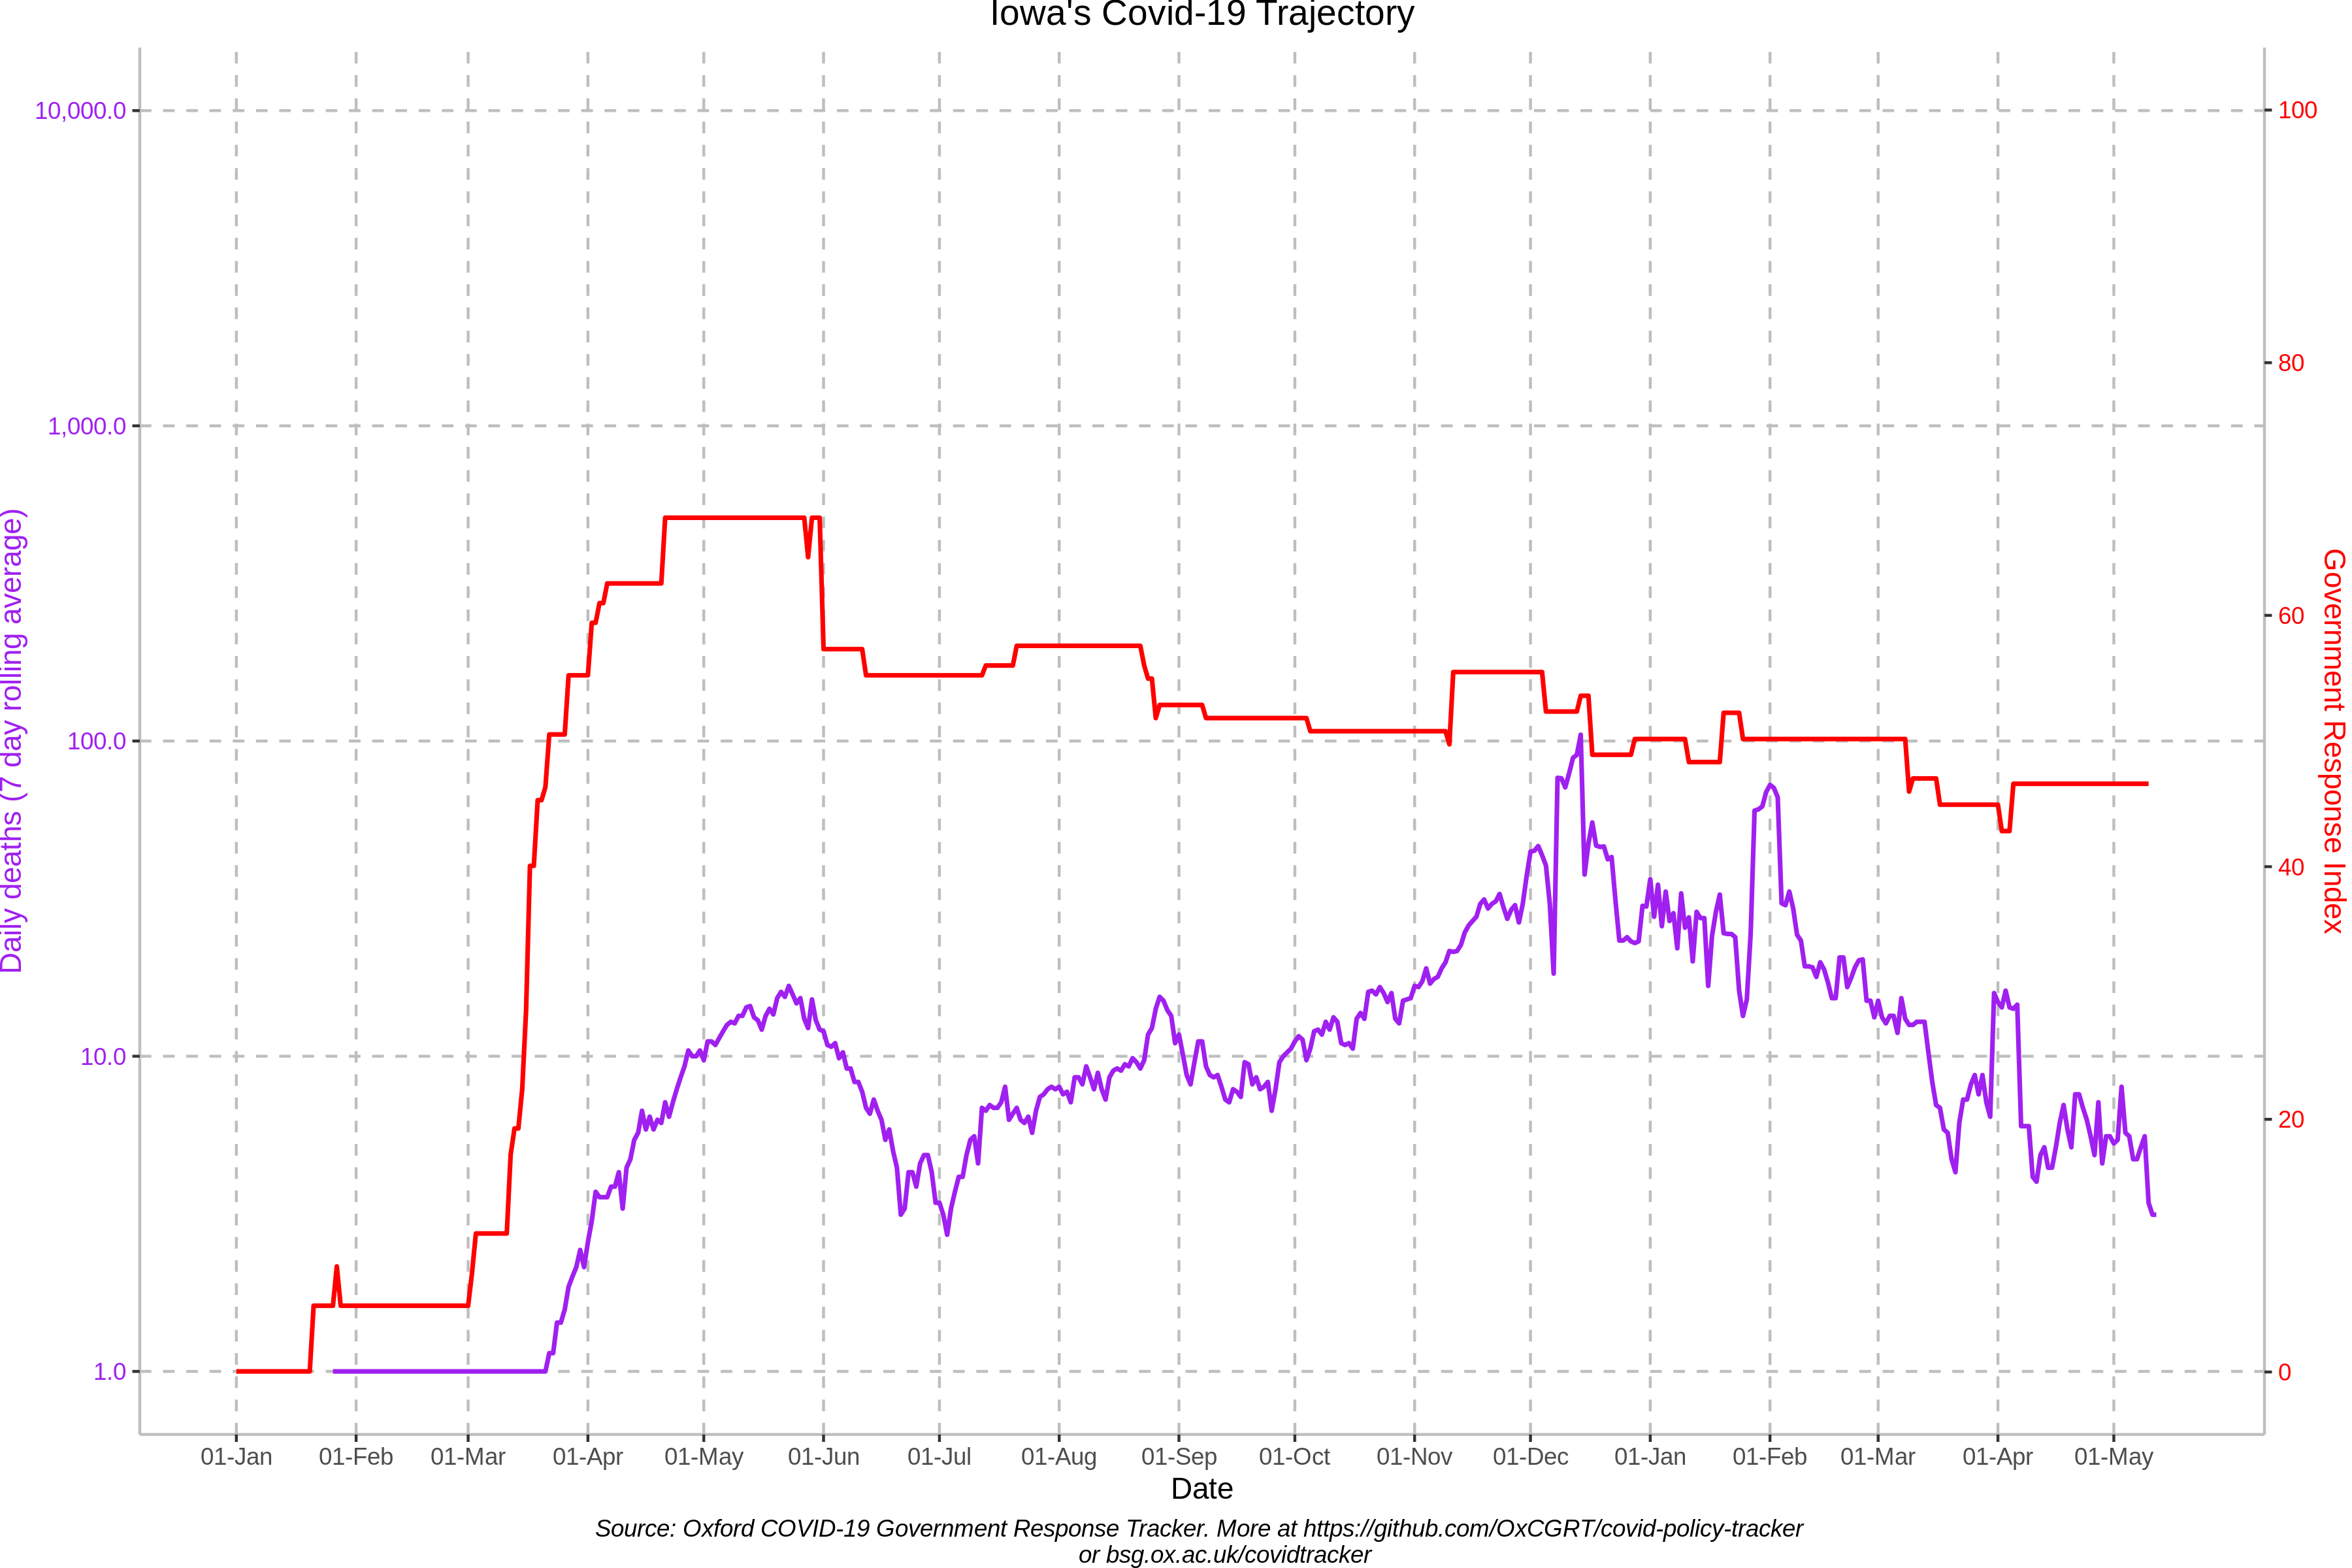 Iowa's Covid-19 Trajectory
10,000.0
1,000.0
100.0
10.0
1.0
Daily deaths (7 day rolling average)
100
80
60
40
20
0
Government Response Index
01-Jan 01-Feb 01-Mar 01-Apr 01-May 01-Jun 01-Jul 01-Aug 01-Sep 01-Oct 01-Nov 01-Dec 01-Jan 01-Feb 01-Mar 01-Apr 01-May
Date
Source: Oxford COVID-19 Government Response Tracker. More at https://github.com/OxCGRT/covid-policy-tracker
or bsg.ox.ac.uk/covidtracker